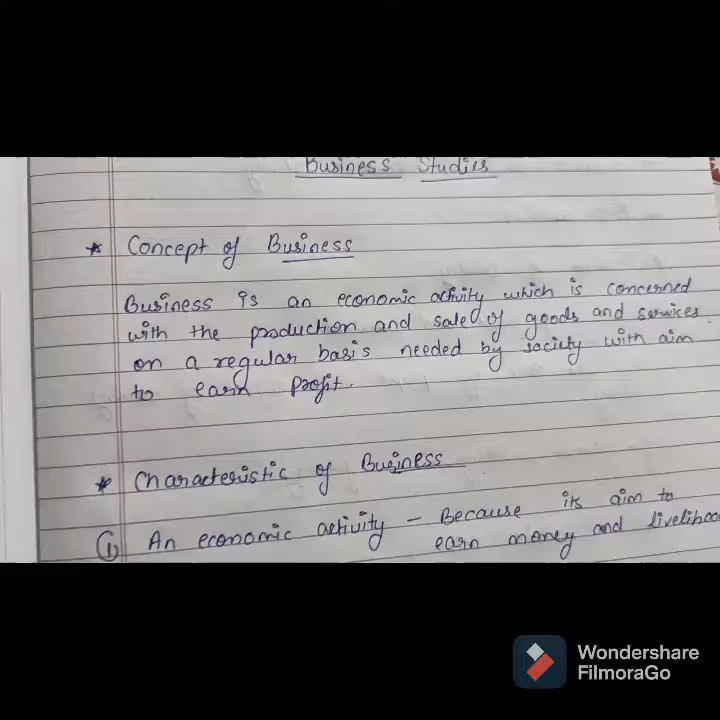 Business Studies
* Concept of Business
Business is an economic activity which is concerned
with the production and sale of goods and services
on a regular basis needed by society with aim
to earn profit.
* Characteristic of Business
(1) An economic activity - Because its aim to
earn money and livelihoo
Wondershare
FilmoraGo